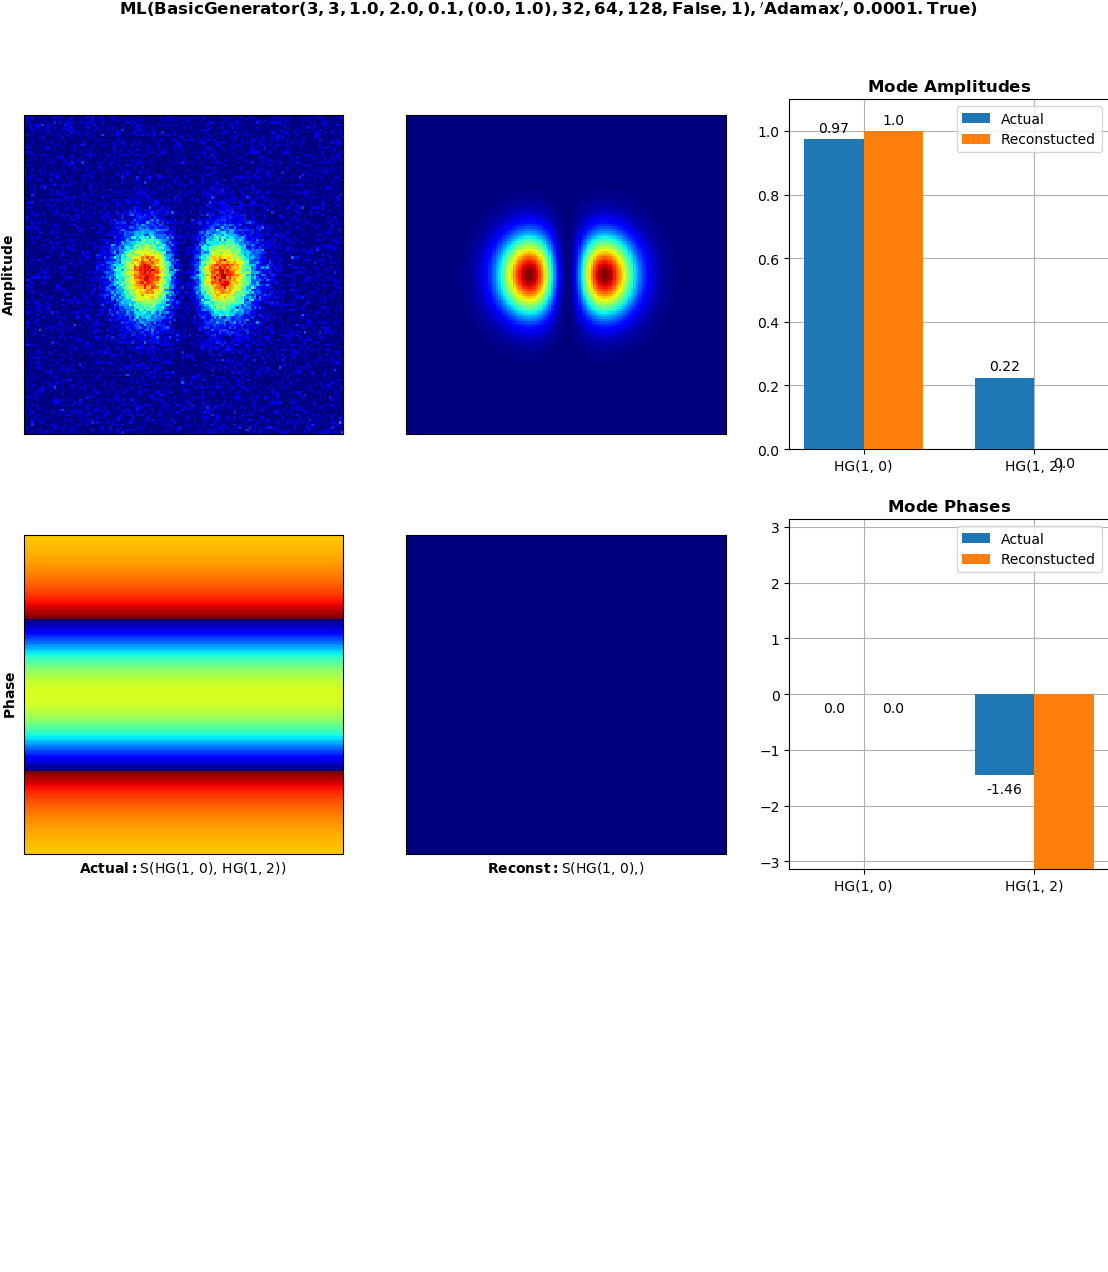 ML(BasicGenerator(3, 3, 1.0, 2.0, 0.1, (0.0, 1.0), 32, 64, 128, False, 1), ′Adamax′, 0.0001. True)
Amplitude
Mode Amplitudes
Actual
Reconstucted
0.97
1.0
0.22
0.0
1.0
0.8
0.6
0.4
0.2
0.0
HG(1, 0)
HG(1, 2)
Phase
Actual: S(HG(1, 0), HG(1, 2))
Reconst: S(HG(1, 0),)
Mode Phases
Actual
Reconstucted
3
2
1
0
−1
−2
−3
0.0
0.0
-1.46
HG(1, 0)
HG(1, 2)